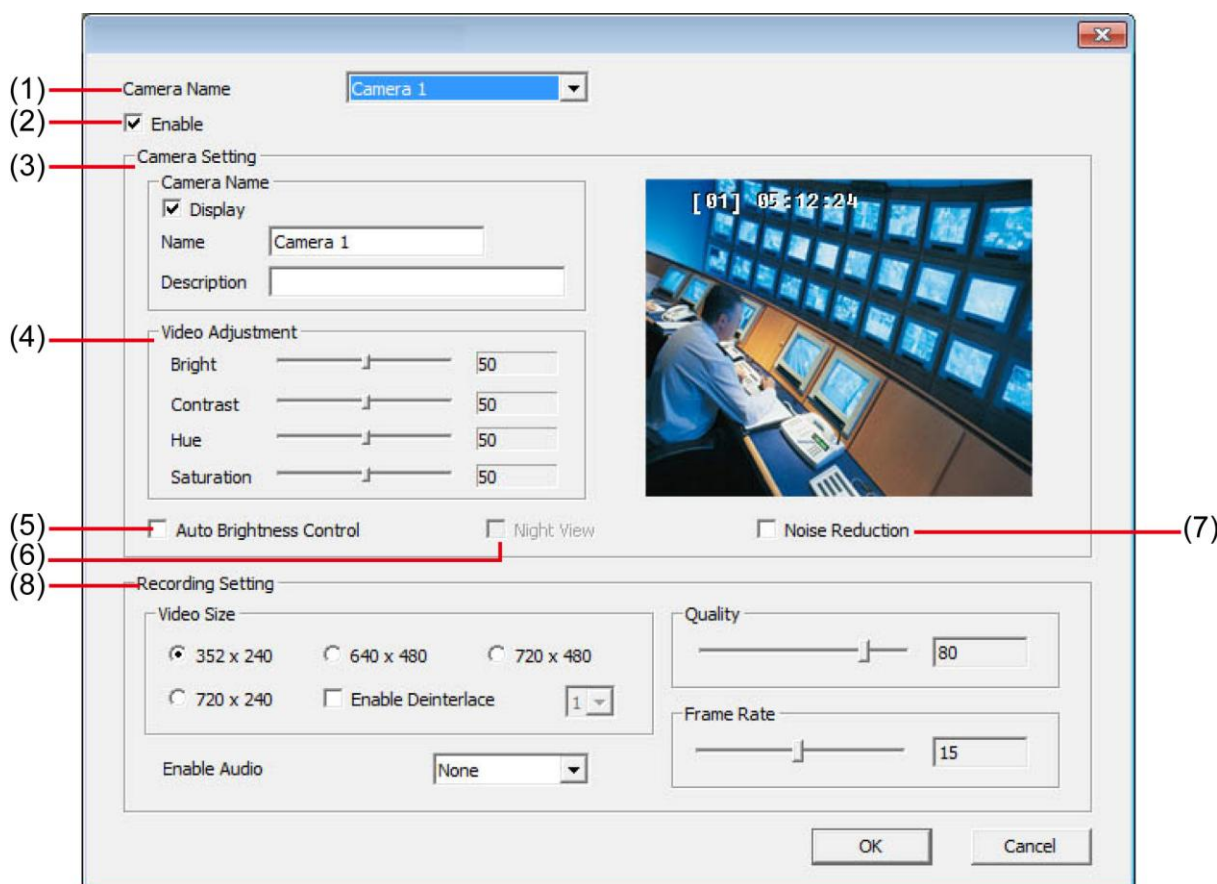 (1) Camera Name Camera 1
(2) Enable
(3) Camera Setting
Camera Name
Display
Name Camera 1
Description
[01] 05:12:24
(4) Video Adjustment
Bright 50
Contrast 50
Hue 50
Saturation 50
(5) Auto Brightness Control
(6) Night View
Noise Reduction (7)
(8) Recording Setting
Video Size
352 x 240 640 x 480 720 x 480
720 x 240 Enable Deinterlace 1
Enable Audio None
Quality
80
Frame Rate
15
OK Cancel